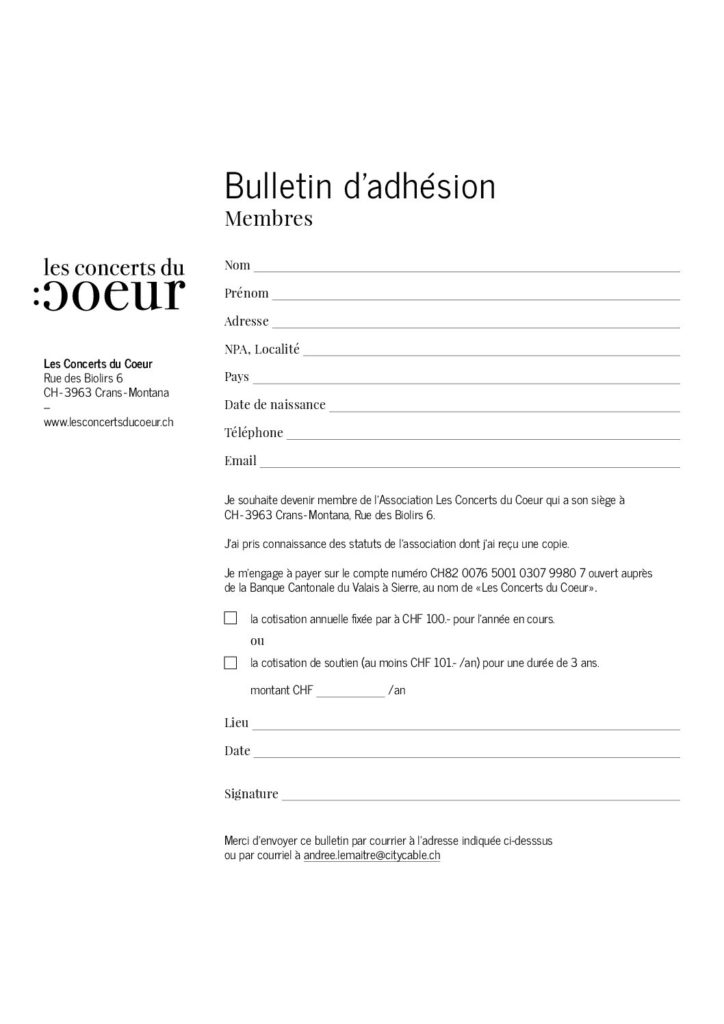 Bulletin d'adhésion
Membres
les concerts du
:coeur
Les Concerts du Coeur
Rue des Biolirs 6
CH-3963 Crans-Montana
–
www.lesconcertsducoeur.ch
Nom
Prénom
Adresse
NPA, Localité
Pays
Date de naissance
Téléphone
Email
Je souhaite devenir membre de l'Association Les Concerts du Coeur qui a son siège à
CH-3963 Crans-Montana, Rue des Biolirs 6.
J'ai pris connaissance des statuts de l'association dont j'ai reçu une copie.
Je m'engage à payer sur le compte numéro CH82 0076 5001 0307 9980 7 ouvert auprès
de la Banque Cantonale du Valais à Sierre, au nom de «Les Concerts du Coeur».
la cotisation annuelle fixée par à CHF 100.- pour l'année en cours.
ou
la cotisation de soutien (au moins CHF 101.- /an) pour une durée de 3 ans.
montant CHF ____________ /an
Lieu
Date
Signature
Merci d'envoyer ce bulletin par courrier à l'adresse indiquée ci-desssus
ou par courriel à andree.lemaitre@citycable.ch